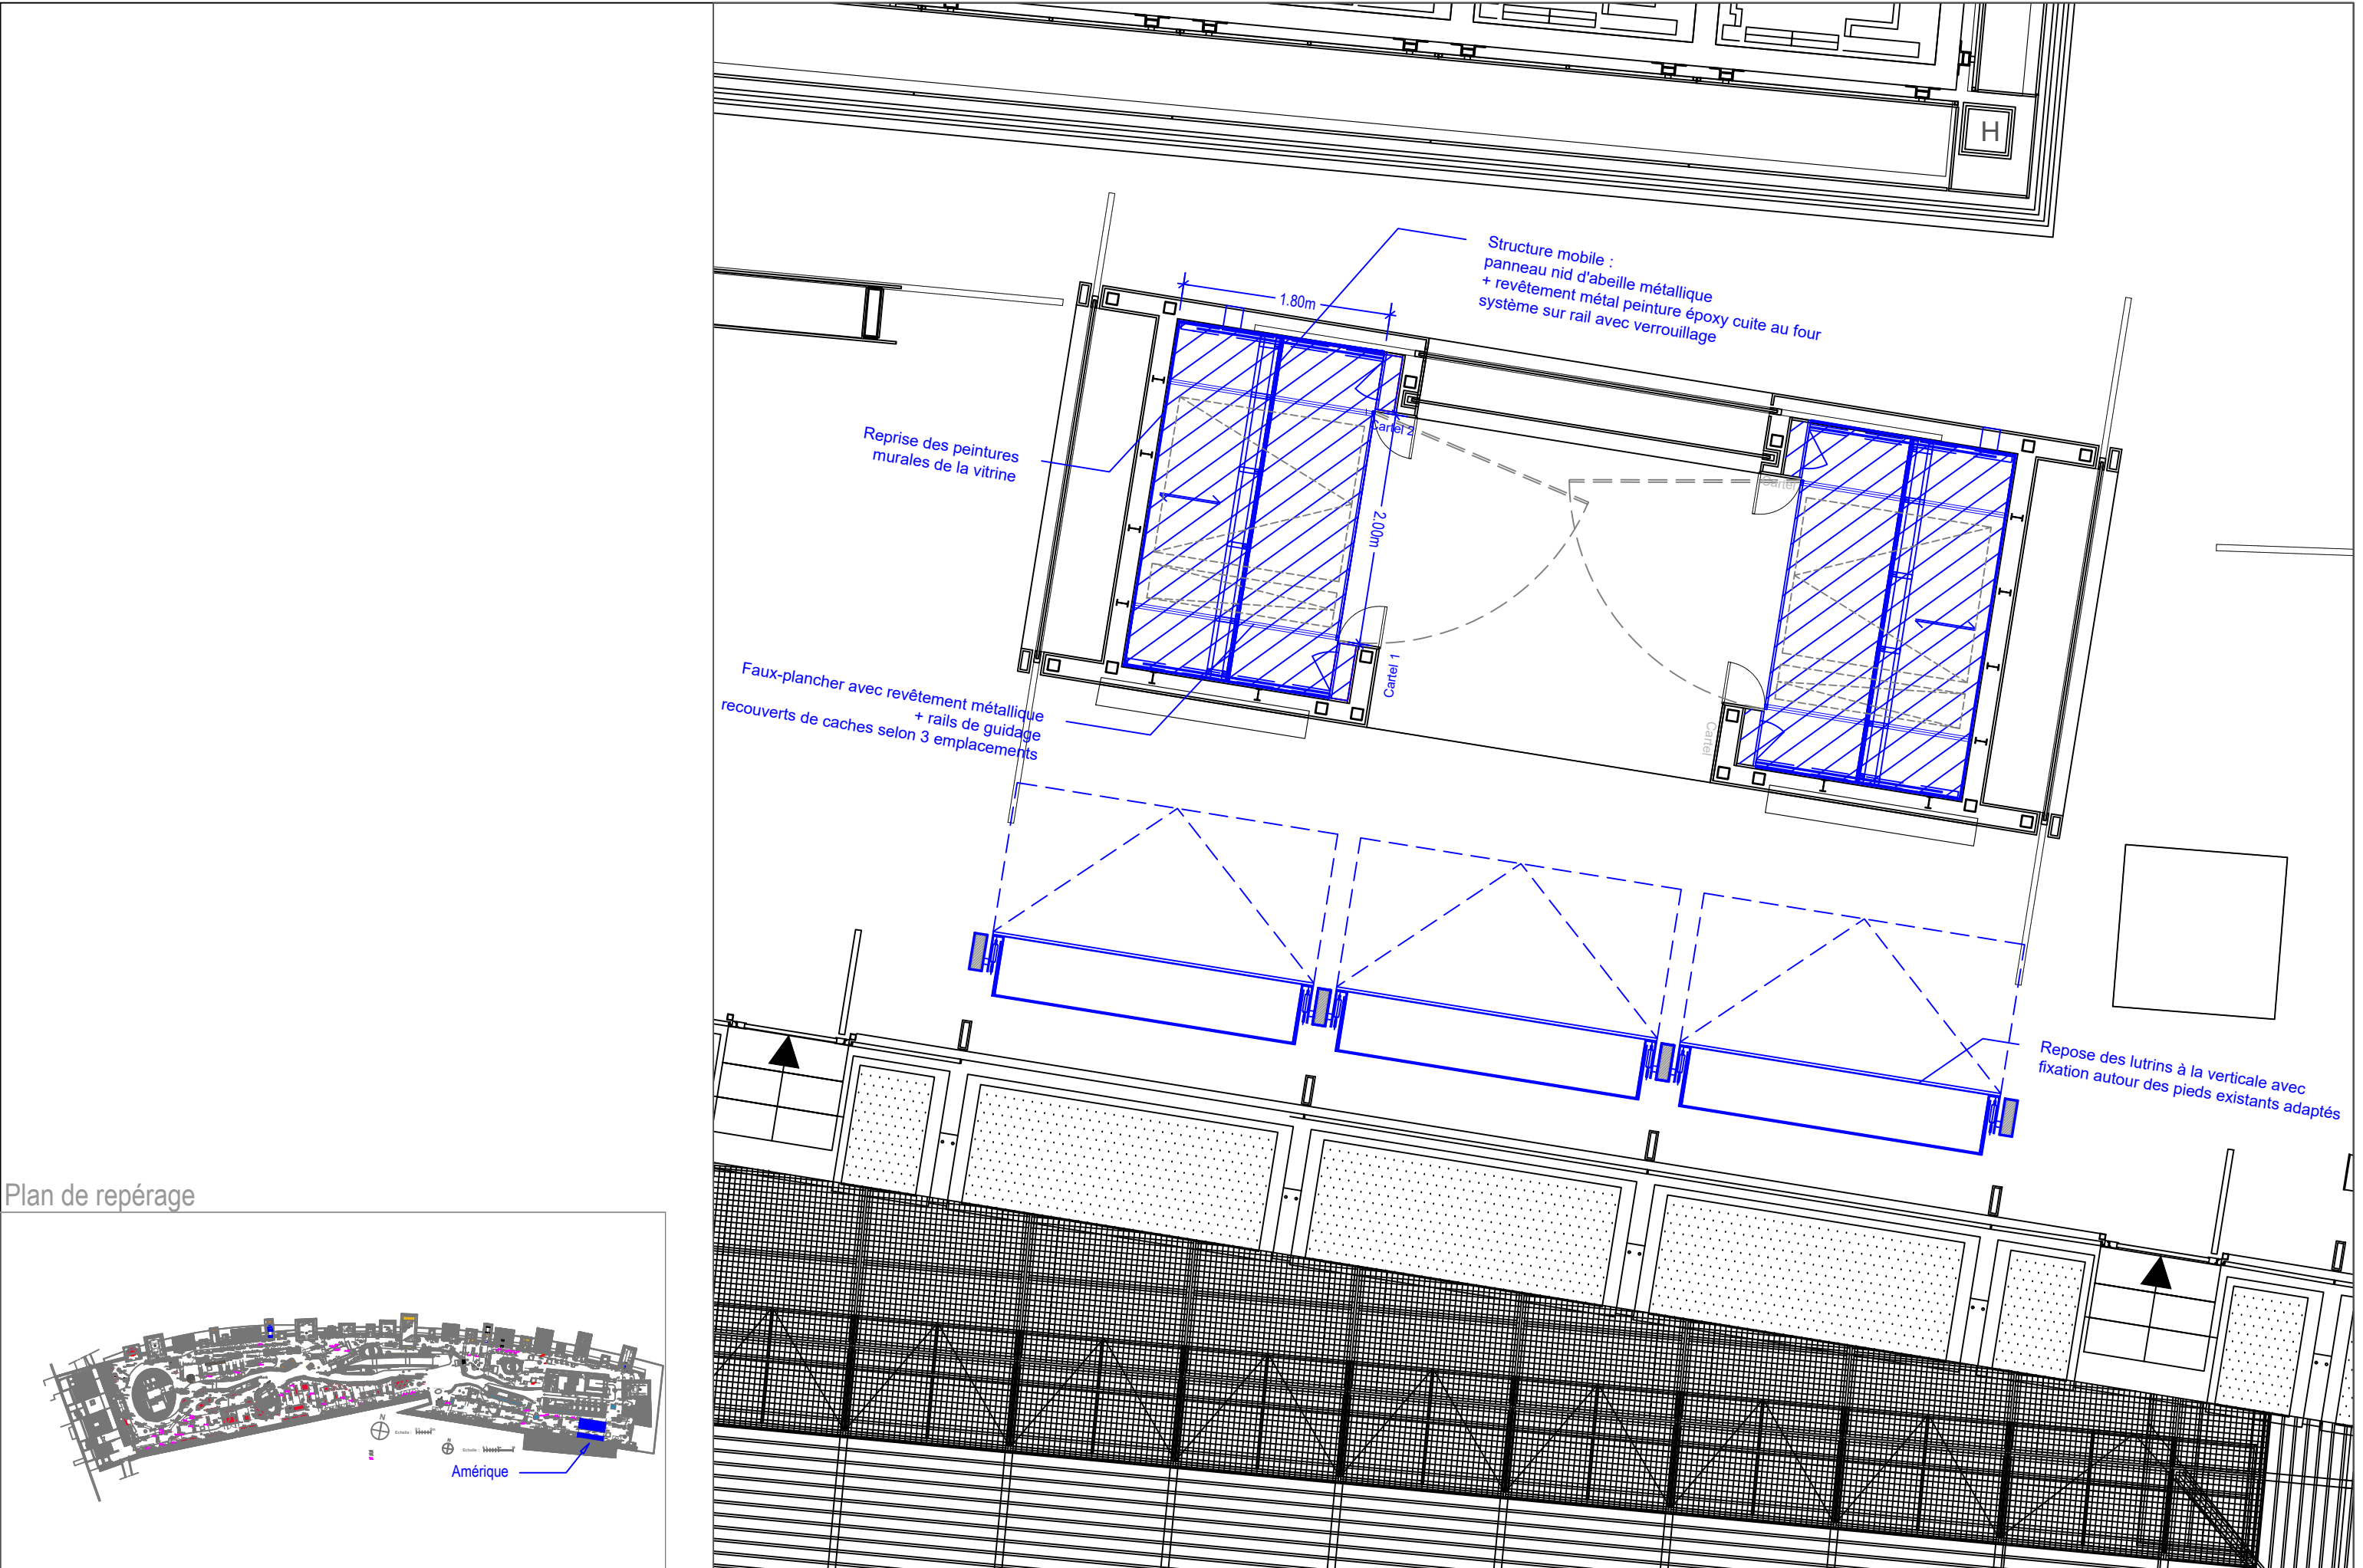 H
Structure mobile :
panneau nid d'abeille métallique
+ revêtement métal peinture époxy cuite au four
système sur rail avec verrouillage
1.80m
Cartel 2
Reprise des peintures
murales de la vitrine
Cartel
2.00m
Cartel 1
Cartel
Faux-plancher avec revêtement métallique
+ rails de guidage
recouverts de caches selon 3 emplacements
Repose des lutrins à la verticale avec
fixation autour des pieds existants adaptés
Plan de repérage
N
Echelle :
N
Echelle :
Amérique